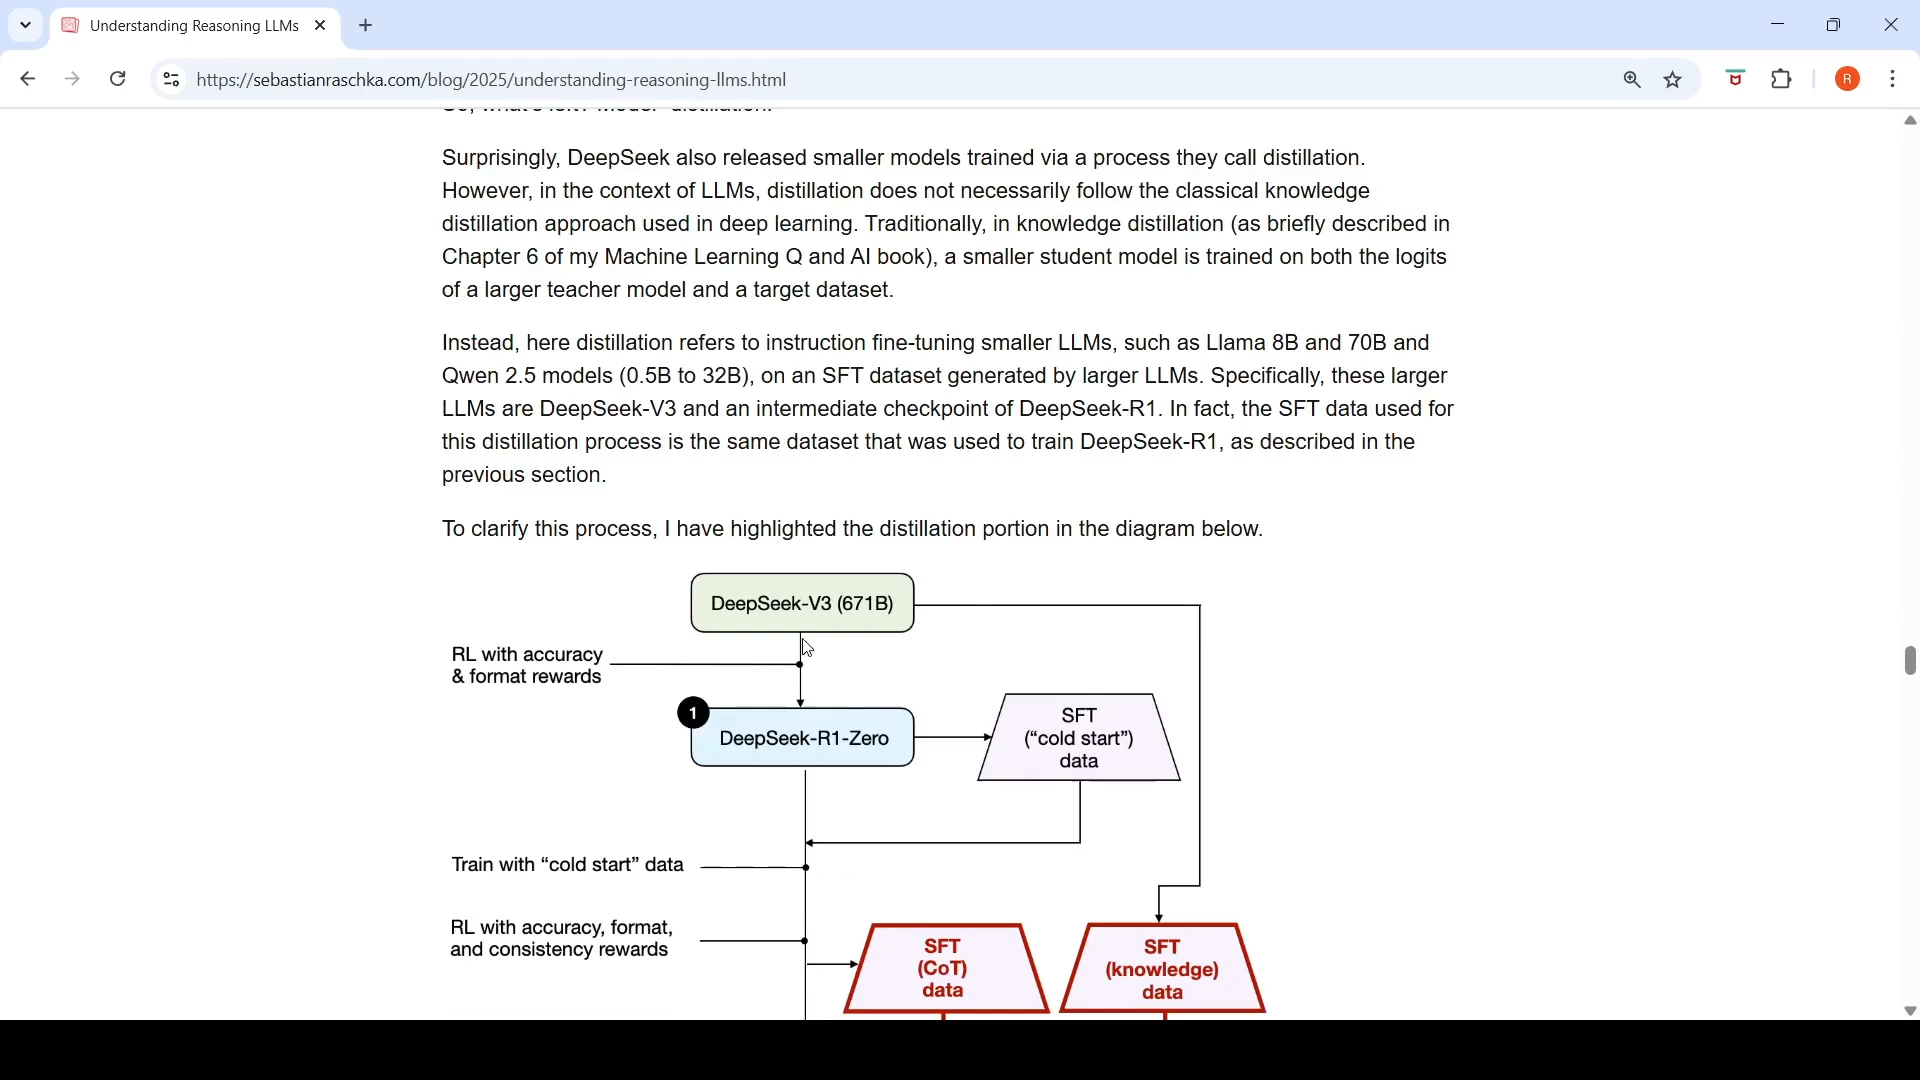 Understanding Reasoning LLMs
https://sebastianraschka.com/blog/2025/understanding-reasoning-llms.html
R
Surprisingly, DeepSeek also released smaller models trained via a process they call distillation.
However, in the context of LLMs, distillation does not necessarily follow the classical knowledge
distillation approach used in deep learning. Traditionally, in knowledge distillation (as briefly described in
Chapter 6 of my Machine Learning Q and AI book), a smaller student model is trained on both the logits
of a larger teacher model and a target dataset.
Instead, here distillation refers to instruction fine-tuning smaller LLMs, such as Llama 8B and 70B and
Qwen 2.5 models (0.5B to 32B), on an SFT dataset generated by larger LLMs. Specifically, these larger
LLMs are DeepSeek-V3 and an intermediate checkpoint of DeepSeek-R1. In fact, the SFT data used for
this distillation process is the same dataset that was used to train DeepSeek-R1, as described in the
previous section.
To clarify this process, I have highlighted the distillation portion in the diagram below.
DeepSeek-V3 (671B)
RL with accuracy
& format rewards
1
DeepSeek-R1-Zero
SFT
(“cold start”)
data
Train with “cold start” data
RL with accuracy, format,
and consistency rewards
SFT
(CoT)
data
SFT
(knowledge)
data